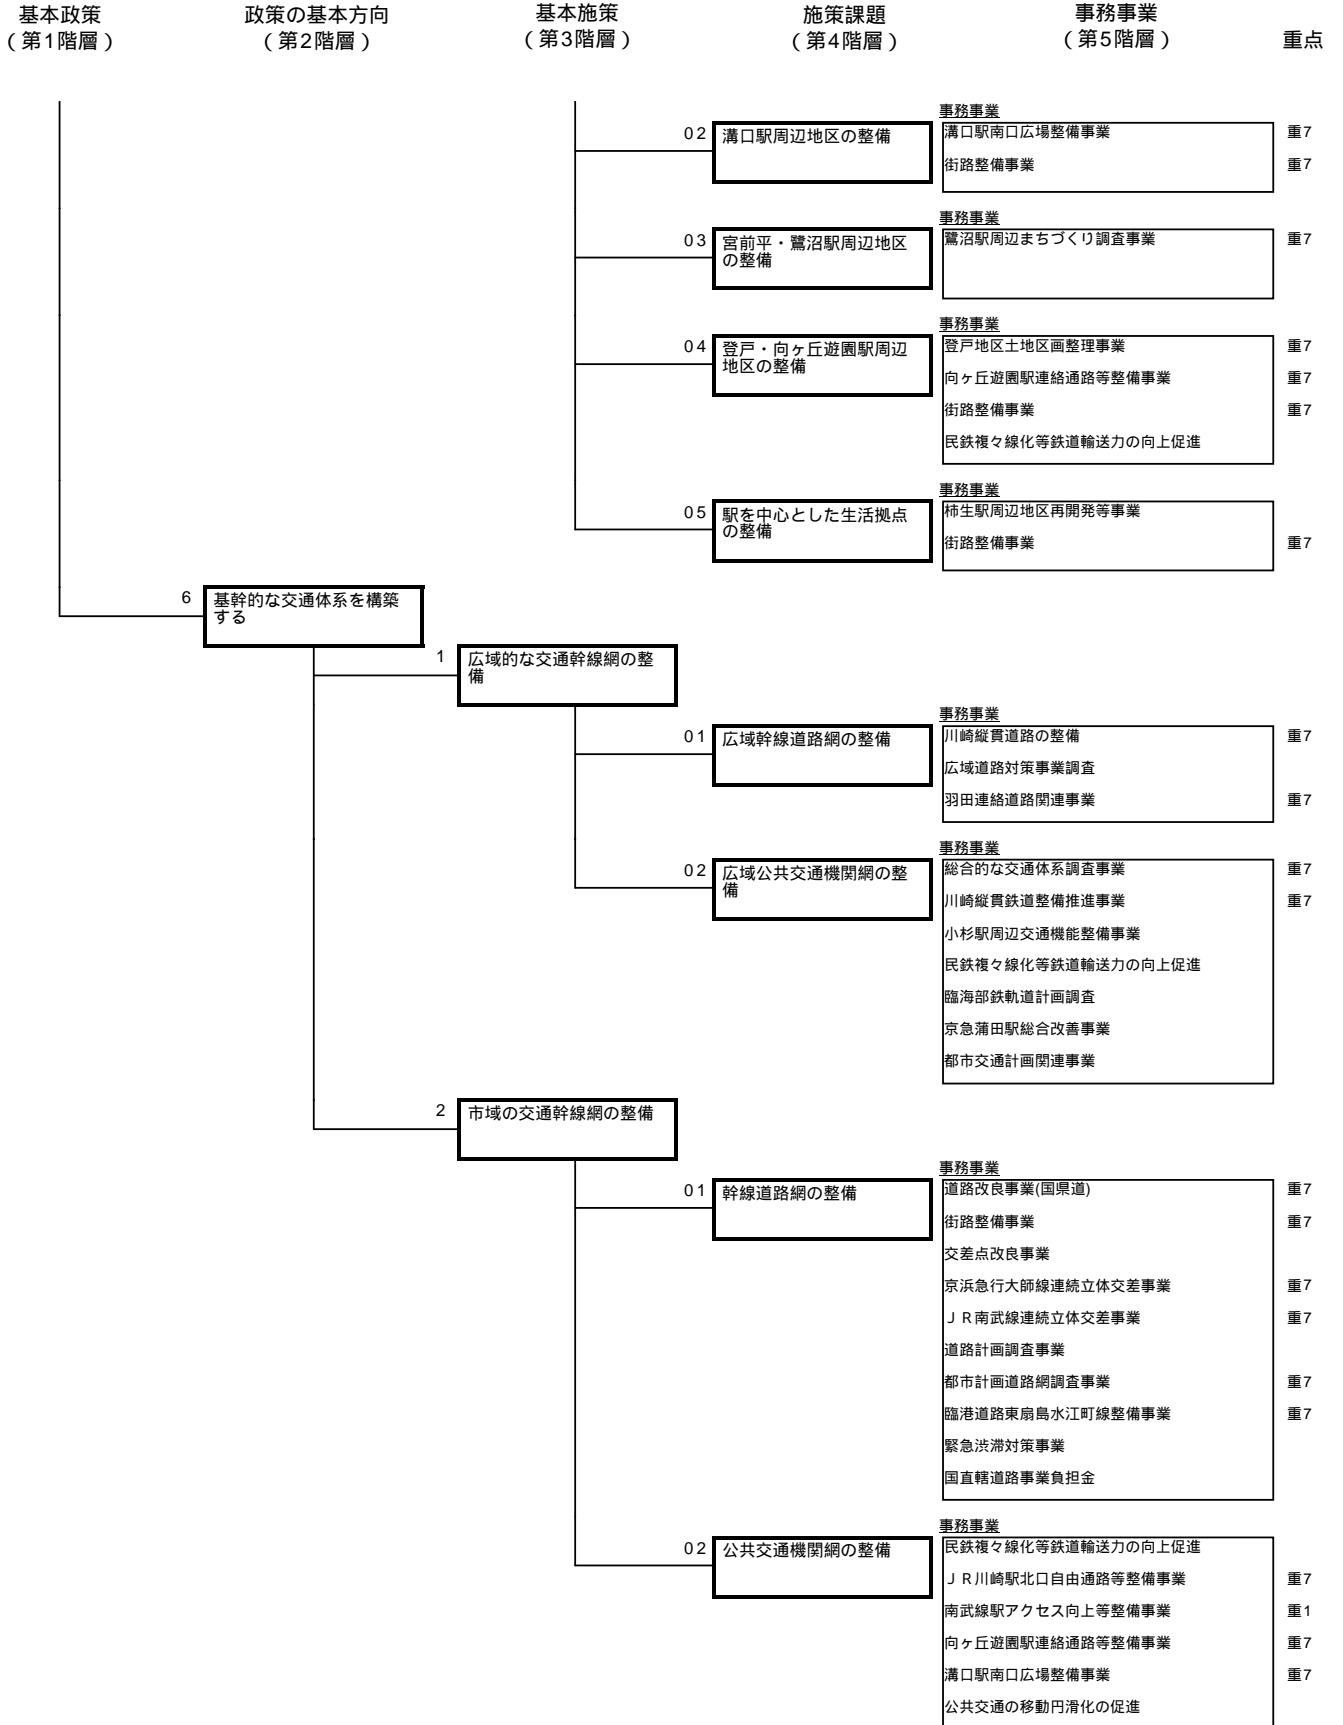 基本政策
（第1階層）
政策の基本方向
（第2階層）
基本施策
（第3階層）
施策課題
（第4階層）
事務事業
（第5階層）
重点
02
溝口駅周辺地区の整備
事務事業
溝口駅南口広場整備事業
重7
街路整備事業
重7
03
宮前平・鷺沼駅周辺地区
の整備
事務事業
鷺沼駅周辺まちづくり調査事業
重7
04
登戸・向ヶ丘遊園駅周辺
地区の整備
事務事業
登戸地区土地区画整理事業
重7
向ヶ丘遊園駅連絡通路等整備事業
重7
街路整備事業
重7
民鉄複々線化等鉄道輸送力の向上促進
05
駅を中心とした生活拠点
の整備
事務事業
柿生駅周辺地区再開発等事業
街路整備事業
重7
6
基幹的な交通体系を構築
する
1
広域的な交通幹線網の整
備
01
広域幹線道路網の整備
事務事業
川崎縦貫道路の整備
重7
広域道路対策事業調査
羽田連絡道路関連事業
重7
02
広域公共交通機関網の整
備
事務事業
総合的な交通体系調査事業
重7
川崎縦貫鉄道整備推進事業
重7
小杉駅周辺交通機能整備事業
民鉄複々線化等鉄道輸送力の向上促進
臨海部鉄軌道計画調査
京急蒲田駅総合改善事業
都市交通計画関連事業
2
市域の交通幹線網の整備
01
幹線道路網の整備
事務事業
道路改良事業(国県道)
重7
街路整備事業
重7
交差点改良事業
京浜急行大師線連続立体交差事業
重7
ＪＲ南武線連続立体交差事業
重7
道路計画調査事業
都市計画道路網調査事業
重7
臨港道路東扇島水江町線整備事業
重7
緊急渋滞対策事業
国直轄道路事業負担金
02
公共交通機関網の整備
事務事業
民鉄複々線化等鉄道輸送力の向上促進
ＪＲ川崎駅北口自由通路等整備事業
重7
南武線駅アクセス向上等整備事業
重1
向ヶ丘遊園駅連絡通路等整備事業
重7
溝口駅南口広場整備事業
重7
公共交通の移動円滑化の促進